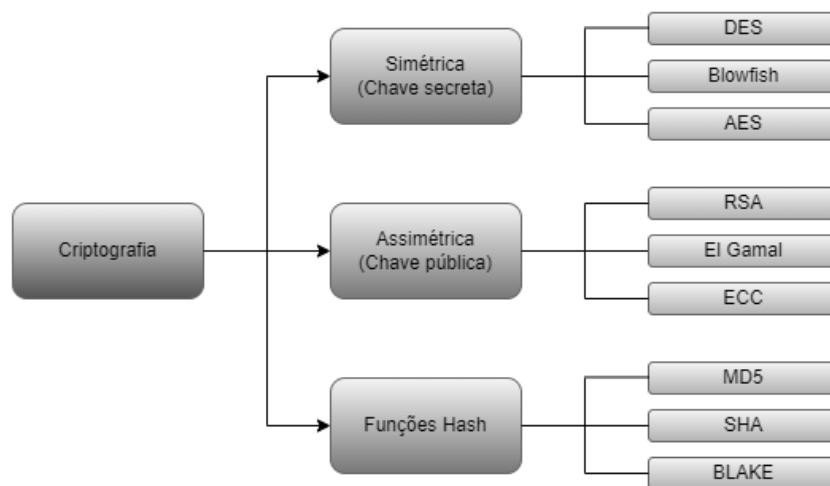 Criptografia
Simétrica
(Chave secreta)
DES
Blowfish
AES
Assimétrica
(Chave pública)
RSA
El Gamal
ECC
Funções Hash
MD5
SHA
BLAKE